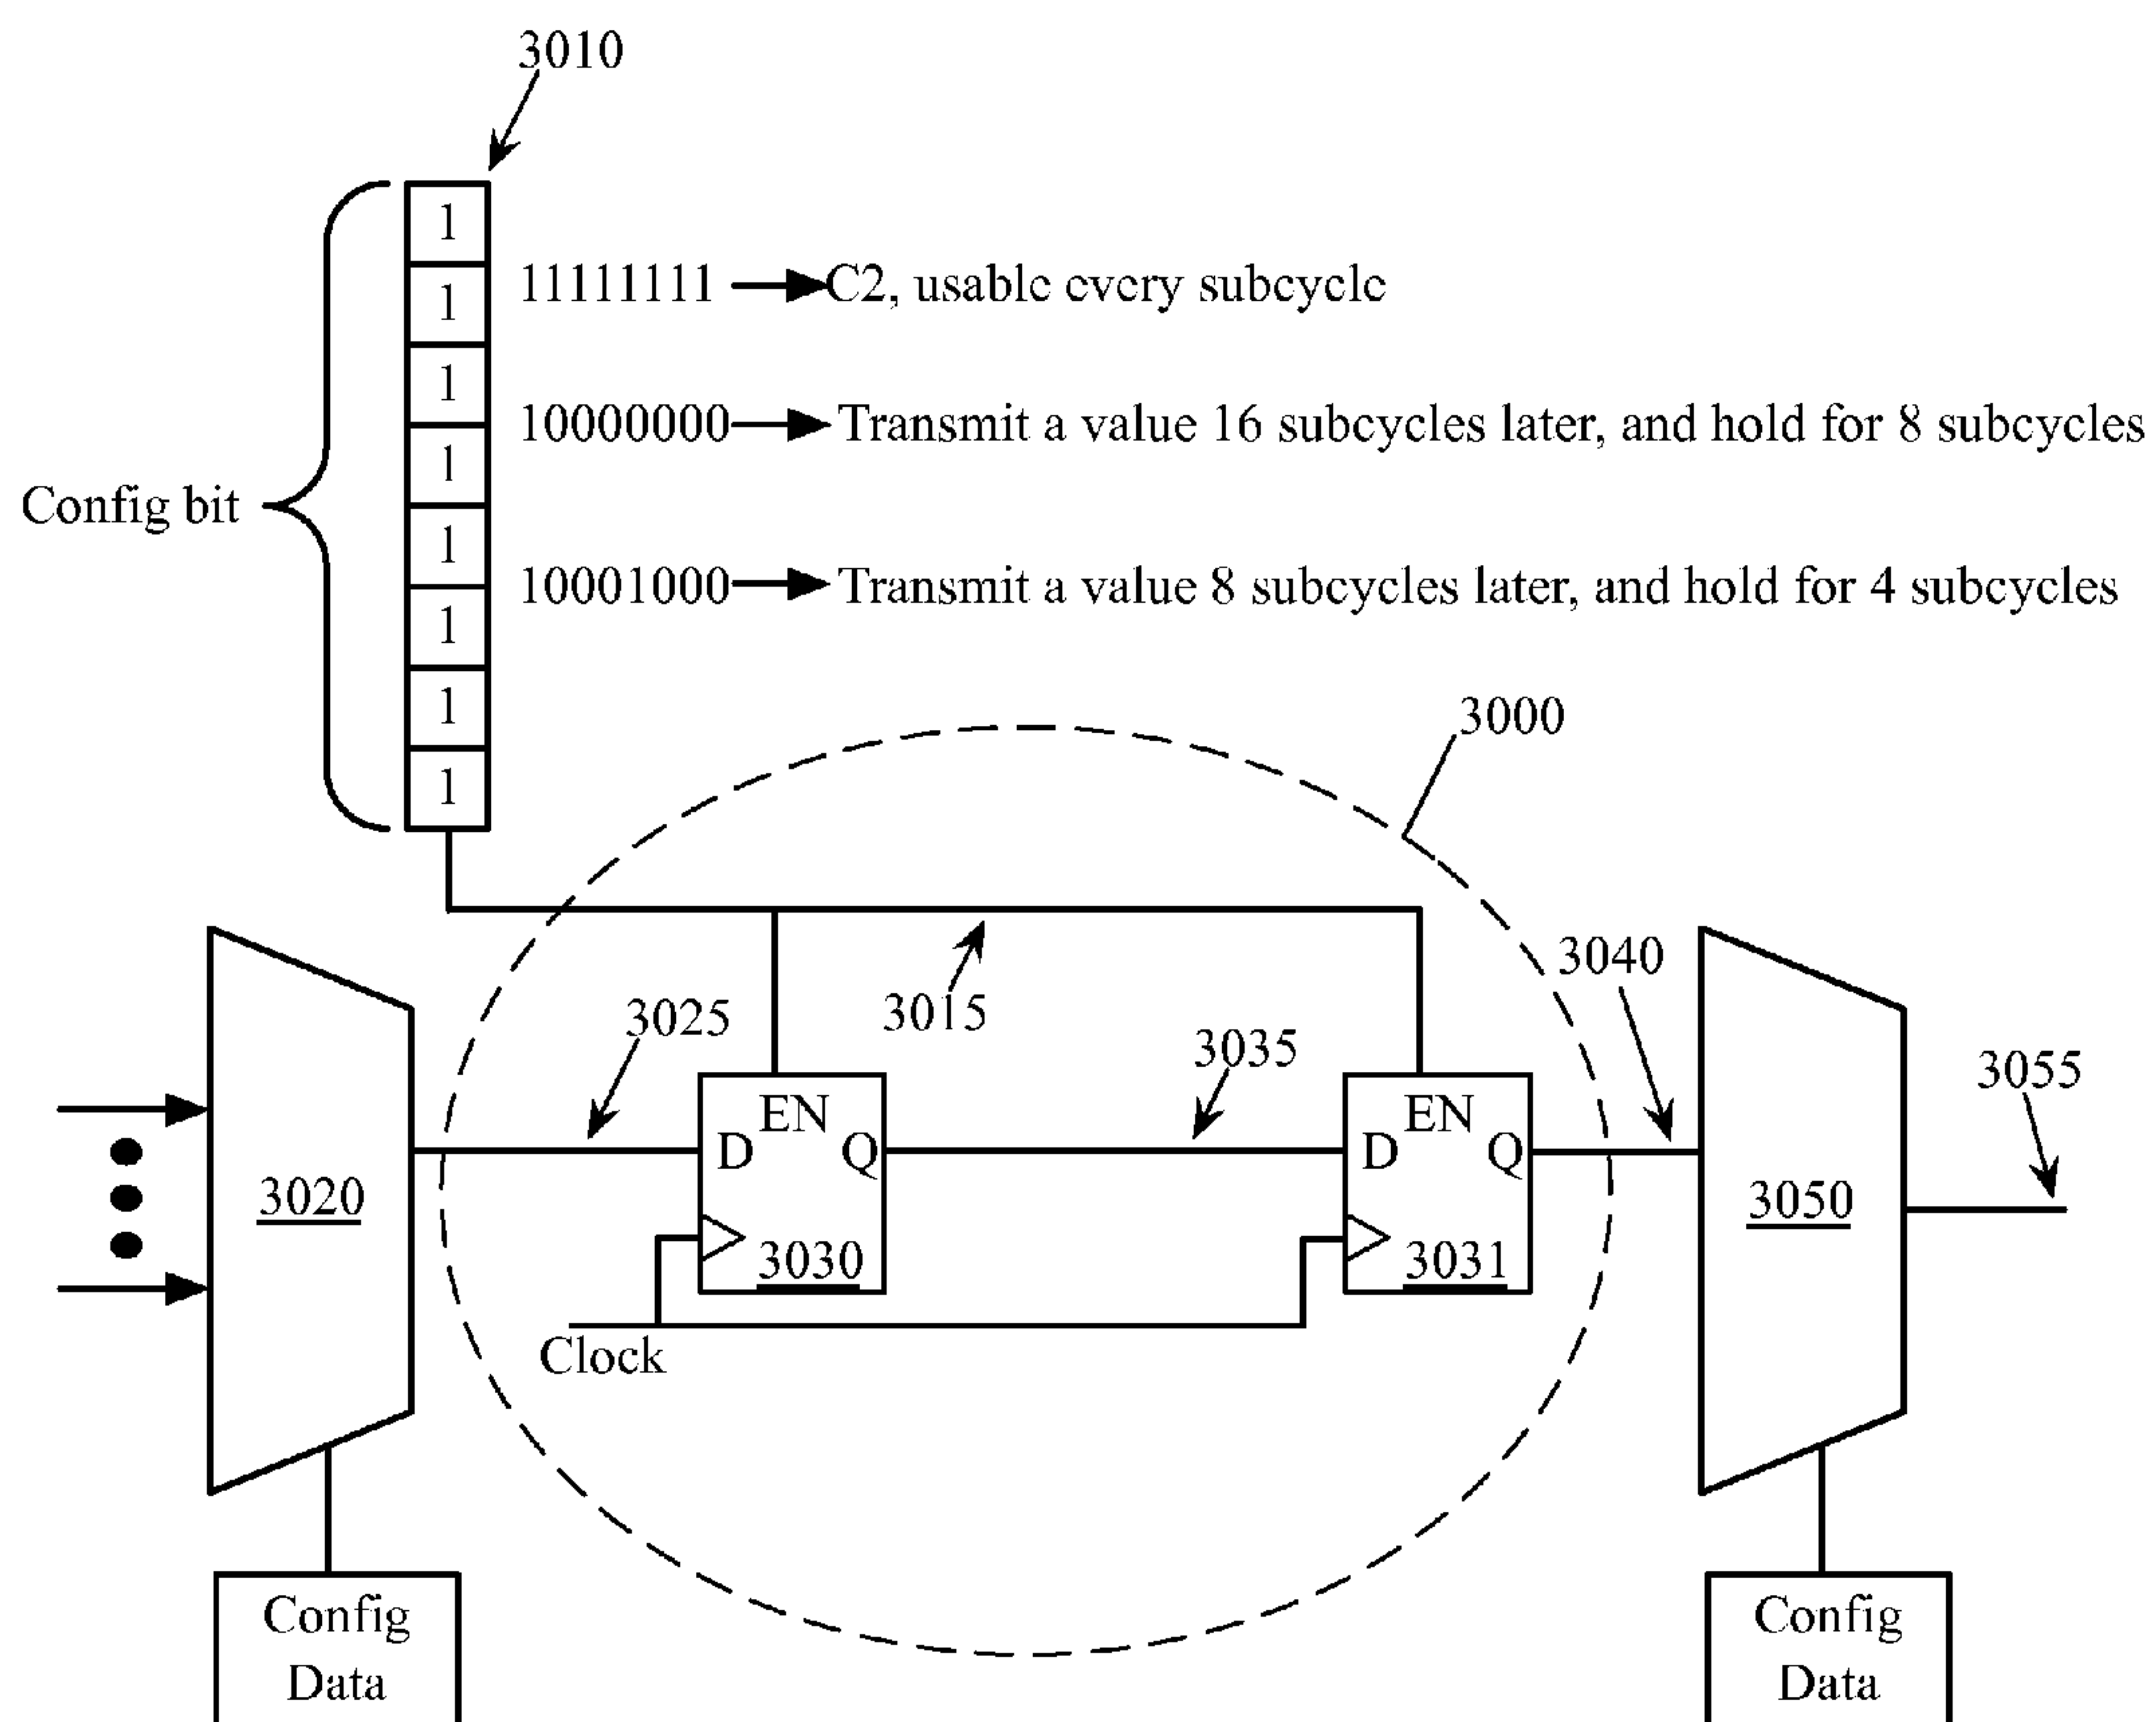 3010
1
1
11111111 C2, usable every subcycle
1
10000000 Transmit a value 16 subcycles later, and hold for 8 subcycles
1
Config bit
1
10001000 Transmit a value 8 subcycles later, and hold for 4 subcycles
1
1
3000
1
3040
3025
3015
3035
3055
EN
EN
D
Q
D
Q
3020
3050
3030
3031
Clock
Config
Data
Config
Data